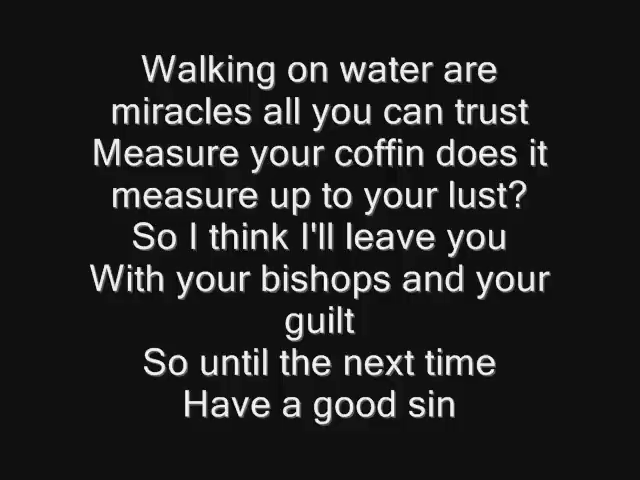 Walking on water are
miracles all you can trust
Measure your coffin does it
measure up to your lust?
So I think I'll leave you
With your bishops and your
guilt
So until the next time
Have a good sin